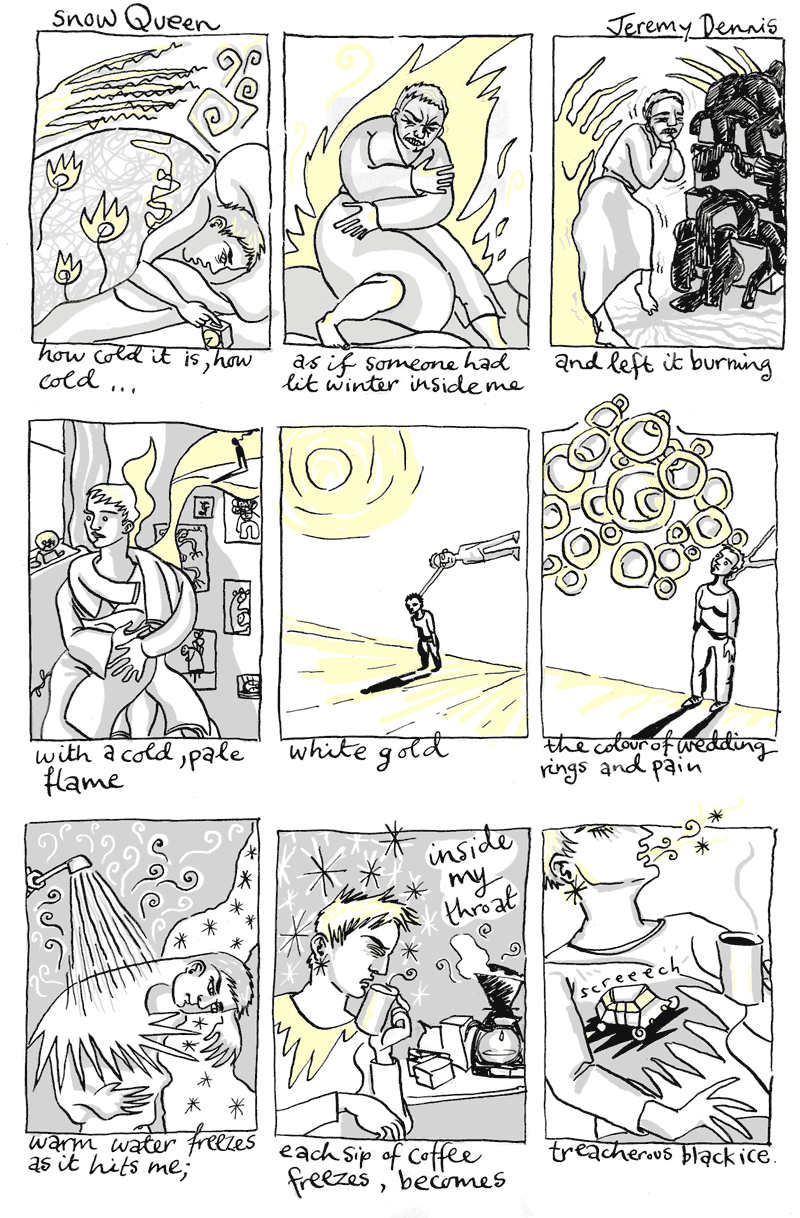 Snow Queen
Jeremy Dennis
how cold it is, how
cold ...
as if someone had
lit winter inside me
and left it burning
with a cold, pale
flame
white gold
the colour of wedding
rings and pain
warm water freezes
as it hits me;
inside
my
throat
each sip of coffee
freezes, becomes
screeech
treacherous black ice.